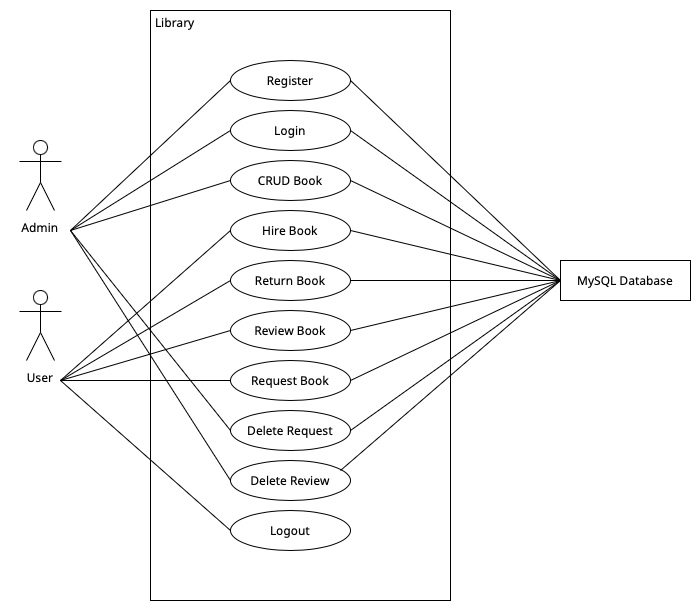 Library
Register
Login
CRUD Book
Admin
Hire Book
Return Book
MySQL Database
Review Book
User
Request Book
Delete Request
Delete Review
Logout